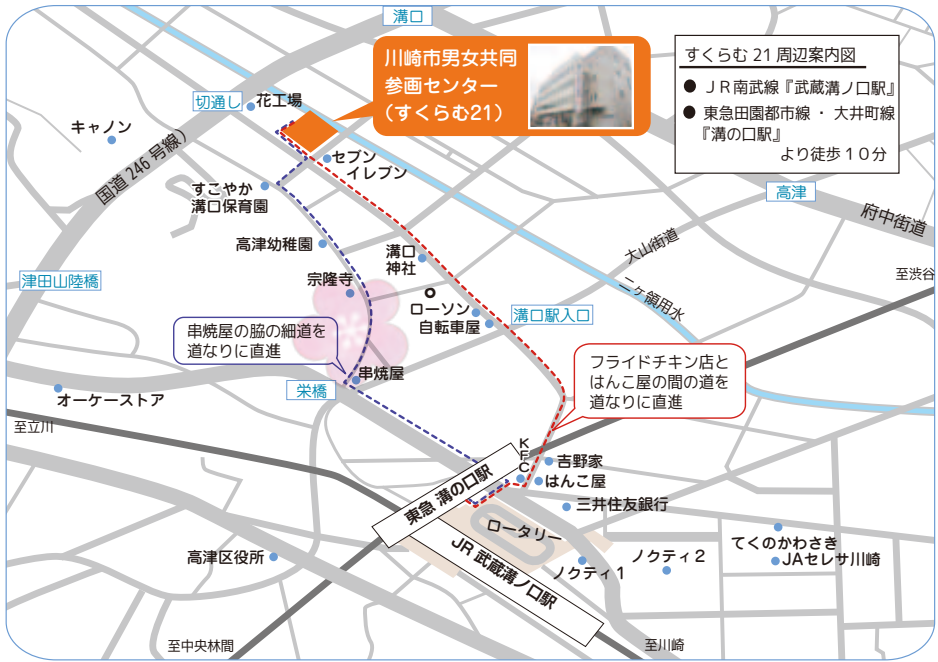 溝口
川崎市男女共同
参画センター
(すくらむ21)
すくらむ 21 周辺案内図
● ＪＲ南武線『武蔵溝ノ口駅』
● 東急田園都市線 ・ 大井町線
『溝の口駅』
より徒歩１０分
切通し
花工場
キャノン
国道 246 号線）
セブン
イレブン
すこやか
溝口保育園
高津
府中街道
高津幼稚園
溝口
神社
大山街道
至渋谷
津田山陸橋
宗隆寺
二ヶ領用水
ローソン
自転車屋
溝口駅入口
串焼屋の脇の細道を
道なりに直進
フライドチキン店と
はんこ屋の間の道を
道なりに直進
串焼屋
栄橋
オーケーストア
至立川
KFC
吉野家
はんこ屋
東急 溝の口駅
三井住友銀行
ロータリー
てくのかわさき
高津区役所
JR 武蔵溝ノ口駅
ノクティ１
ノクティ２
JAセレサ川崎
至中央林間
至川崎